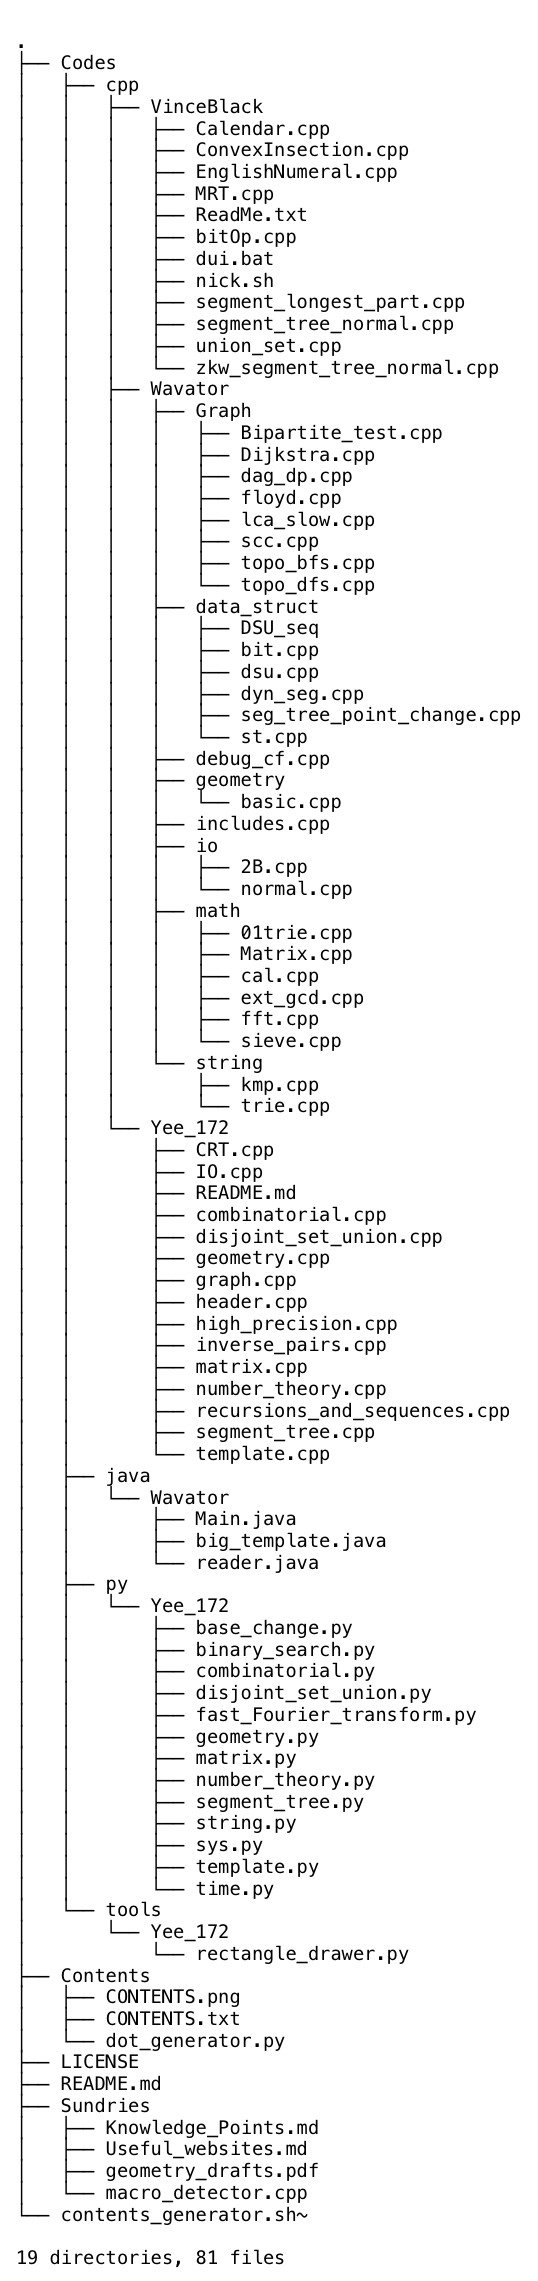 .
├── Codes
│   ├── cpp
│   │   ├── VinceBlack
│   │   │   ├── Calendar.cpp
│   │   │   ├── ConvexInsection.cpp
│   │   │   ├── EnglishNumeral.cpp
│   │   │   ├── MRT.cpp
│   │   │   ├── ReadMe.txt
│   │   │   ├── bitOp.cpp
│   │   │   ├── dui.bat
│   │   │   ├── nick.sh
│   │   │   ├── segment_longest_part.cpp
│   │   │   ├── segment_tree_normal.cpp
│   │   │   ├── union_set.cpp
│   │   │   └── zkw_segment_tree_normal.cpp
│   │   ├── Wavator
│   │   │   ├── Graph
│   │   │   │   ├── Bipartite_test.cpp
│   │   │   │   ├── Dijkstra.cpp
│   │   │   │   ├── dag_dp.cpp
│   │   │   │   ├── floyd.cpp
│   │   │   │   ├── lca_slow.cpp
│   │   │   │   ├── scc.cpp
│   │   │   │   ├── topo_bfs.cpp
│   │   │   │   └── topo_dfs.cpp
│   │   │   ├── data_struct
│   │   │   │   ├── DSU_seq
│   │   │   │   ├── bit.cpp
│   │   │   │   ├── dsu.cpp
│   │   │   │   ├── dyn_seg.cpp
│   │   │   │   ├── seg_tree_point_change.cpp
│   │   │   │   └── st.cpp
│   │   │   ├── debug_cf.cpp
│   │   │   ├── geometry
│   │   │   │   └── basic.cpp
│   │   │   ├── includes.cpp
│   │   │   ├── io
│   │   │   │   ├── 2B.cpp
│   │   │   │   └── normal.cpp
│   │   │   ├── math
│   │   │   │   ├── 01trie.cpp
│   │   │   │   ├── Matrix.cpp
│   │   │   │   ├── cal.cpp
│   │   │   │   ├── ext_gcd.cpp
│   │   │   │   ├── fft.cpp
│   │   │   │   └── sieve.cpp
│   │   │   └── string
│   │   │       ├── kmp.cpp
│   │   │       └── trie.cpp
│   │   └── Yee_172
│   │       ├── CRT.cpp
│   │       ├── IO.cpp
│   │       ├── README.md
│   │       ├── combinatorial.cpp
│   │       ├── disjoint_set_union.cpp
│   │       ├── geometry.cpp
│   │       ├── graph.cpp
│   │       ├── header.cpp
│   │       ├── high_precision.cpp
│   │       ├── inverse_pairs.cpp
│   │       ├── matrix.cpp
│   │       ├── number_theory.cpp
│   │       ├── recursions_and_sequences.cpp
│   │       ├── segment_tree.cpp
│   │       └── template.cpp
│   ├── java
│   │   └── Wavator
│   │       ├── Main.java
│   │       ├── big_template.java
│   │       └── reader.java
│   ├── py
│   │   └── Yee_172
│   │       ├── base_change.py
│   │       ├── binary_search.py
│   │       ├── combinatorial.py
│   │       ├── disjoint_set_union.py
│   │       ├── fast_Fourier_transform.py
│   │       ├── geometry.py
│   │       ├── matrix.py
│   │       ├── number_theory.py
│   │       ├── segment_tree.py
│   │       ├── string.py
│   │       ├── sys.py
│   │       ├── template.py
│   │       └── time.py
│   └── tools
│       └── Yee_172
│           └── rectangle_drawer.py
├── Contents
│   ├── CONTENTS.png
│   ├── CONTENTS.txt
│   └── dot_generator.py
├── LICENSE
├── README.md
├── Sundries
│   ├── Knowledge_Points.md
│   ├── Useful_websites.md
│   ├── geometry_drafts.pdf
│   └── macro_detector.cpp
└── contents_generator.sh~
19 directories, 81 files